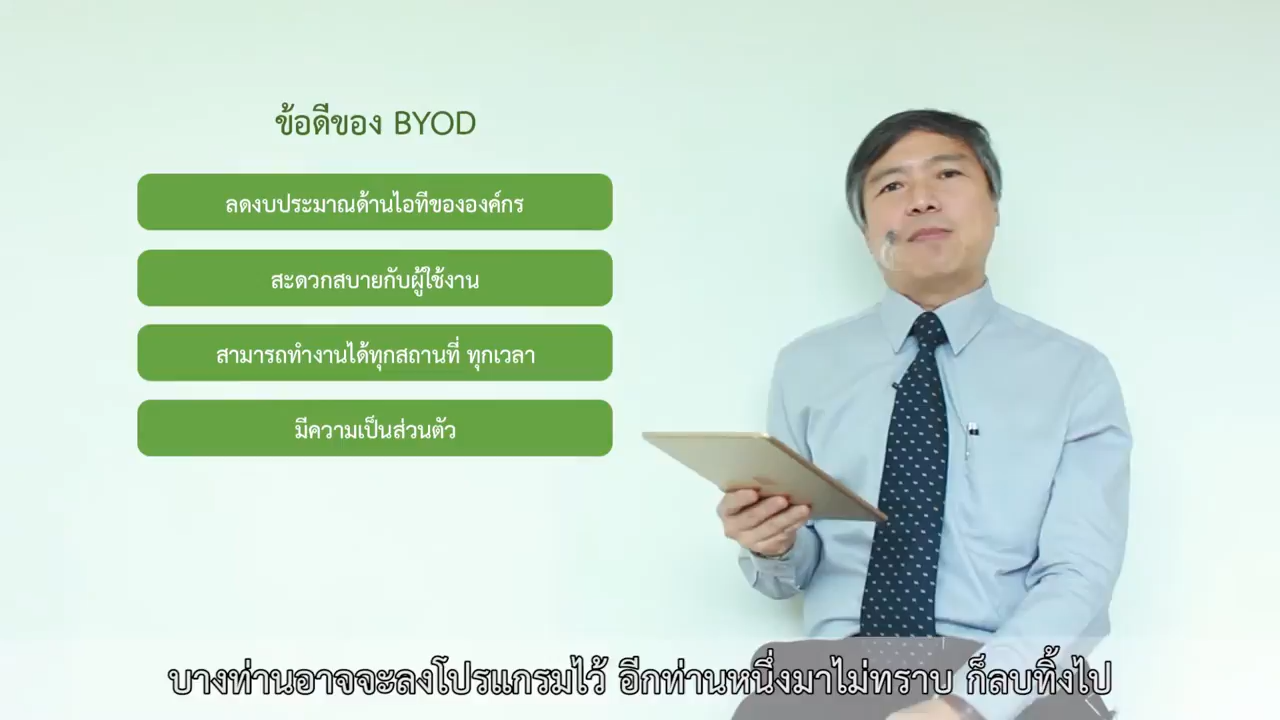 ข้อดีของ BYOD
ลดงบประมาณด้านไอทีขององค์กร
สะดวกสบายกับผู้ใช้งาน
สามารถทำงานได้ทุกสถานที่ ทุกเวลา
มีความเป็นส่วนตัว
บางท่านอาจจะลงโปรแกรมไว้ อีกท่านหนึ่งมาไม่ทราบ ก็ลบทิ้งไป